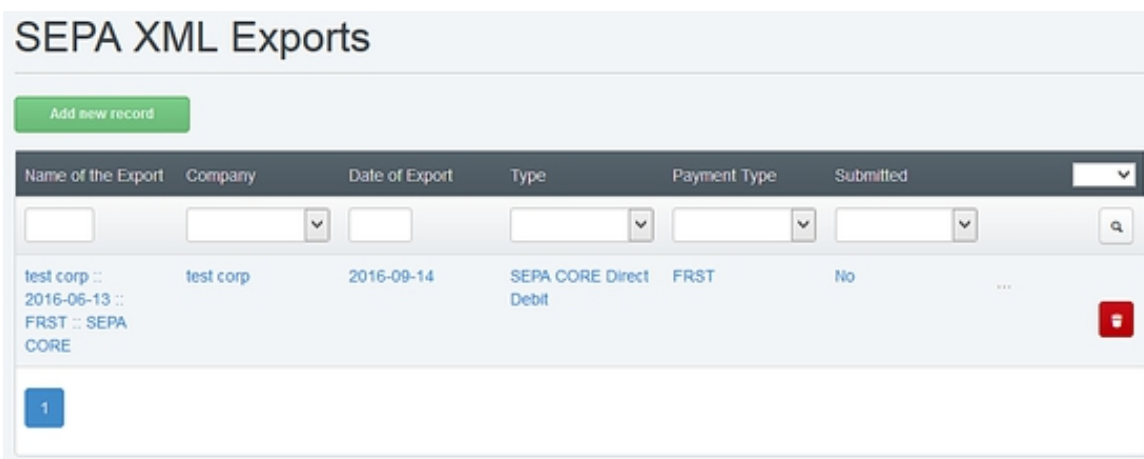 SEPA XML Exports
Add new record
Name of the Export Company Date of Export Type Payment Type Submitted
test corp :: test corp 2016-09-14 SEPA CORE Direct FRST No ...
2016-06-13 :: Debit
FRST :: SEPA
CORE
1